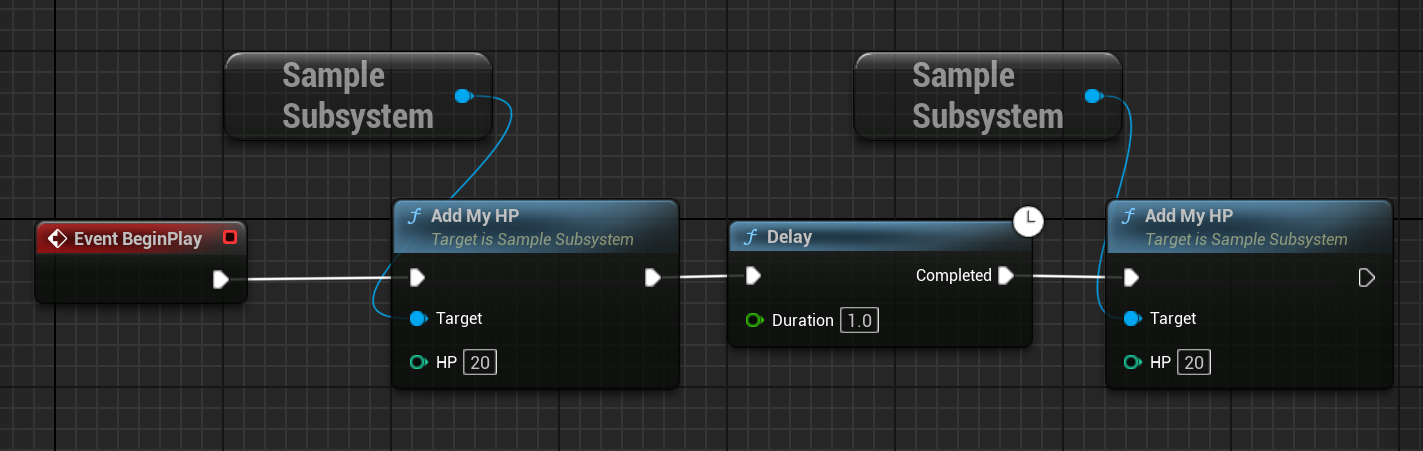 Sample
Subsystem
Sample
Subsystem
Event BeginPlay
Add My HP
Target is Sample Subsystem
Target
HP 20
Delay
Completed
Duration 1.0
Add My HP
Target is Sample Subsystem
Target
HP 20